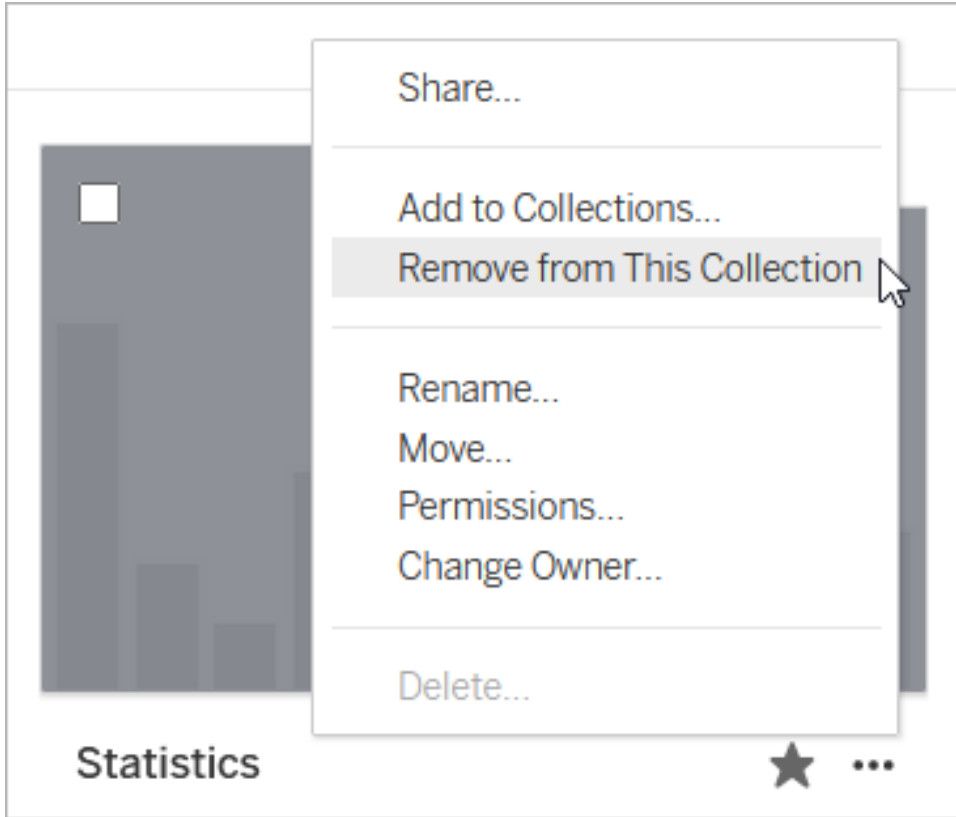 Share...
Add to Collections...
Remove from This Collection
Rename...
Move...
Permissions...
Change Owner...
Delete...
Statistics